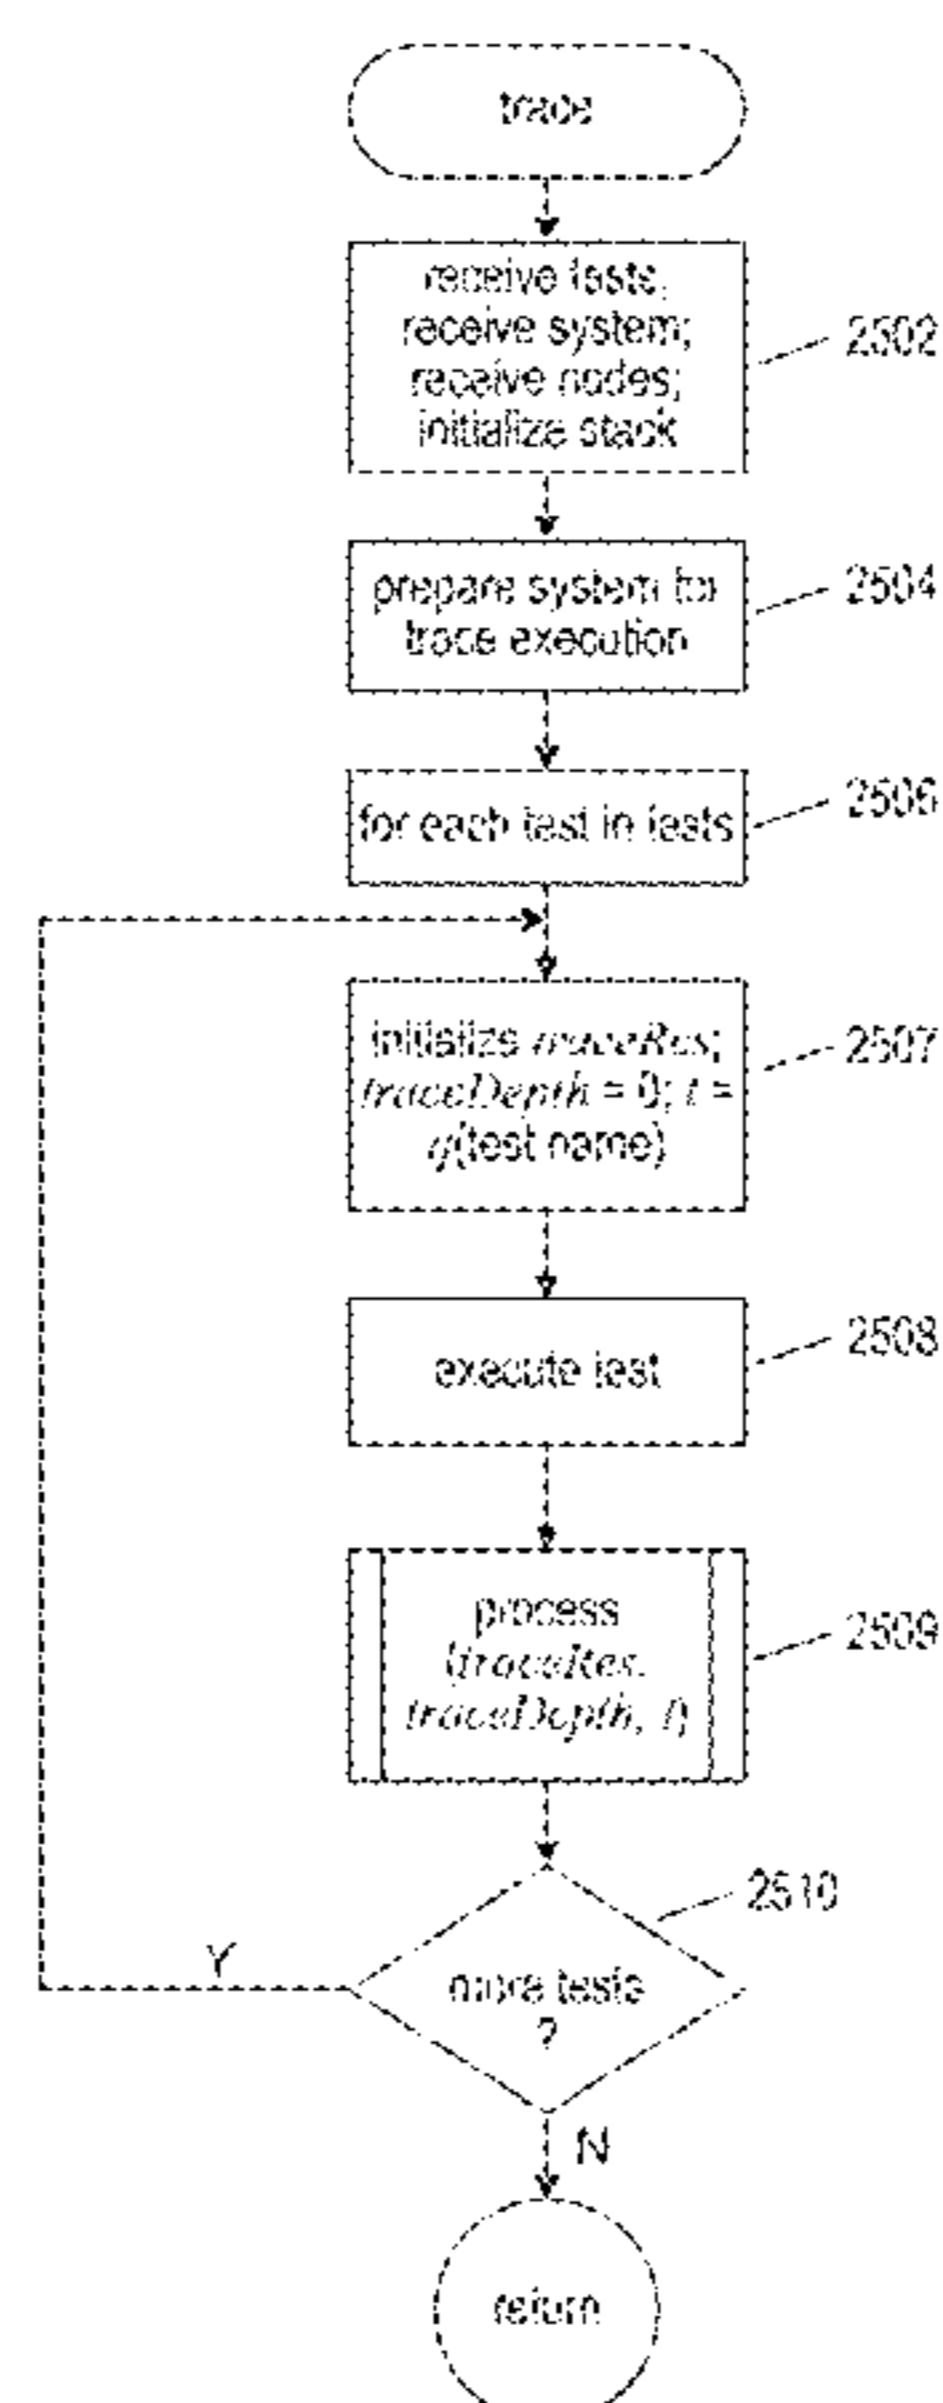 trace
receive tests;
receive system;
receive nodes;
initialize stack
2502
prepare system for
trace execution
2504
for each test in tests
2506
initialize traceRes;
traceDepth = 0; t =
(test name)
2507
execute test
2508
process
(traceRes,
traceDepth, t)
2509
more tests
?
2510
Y
N
return